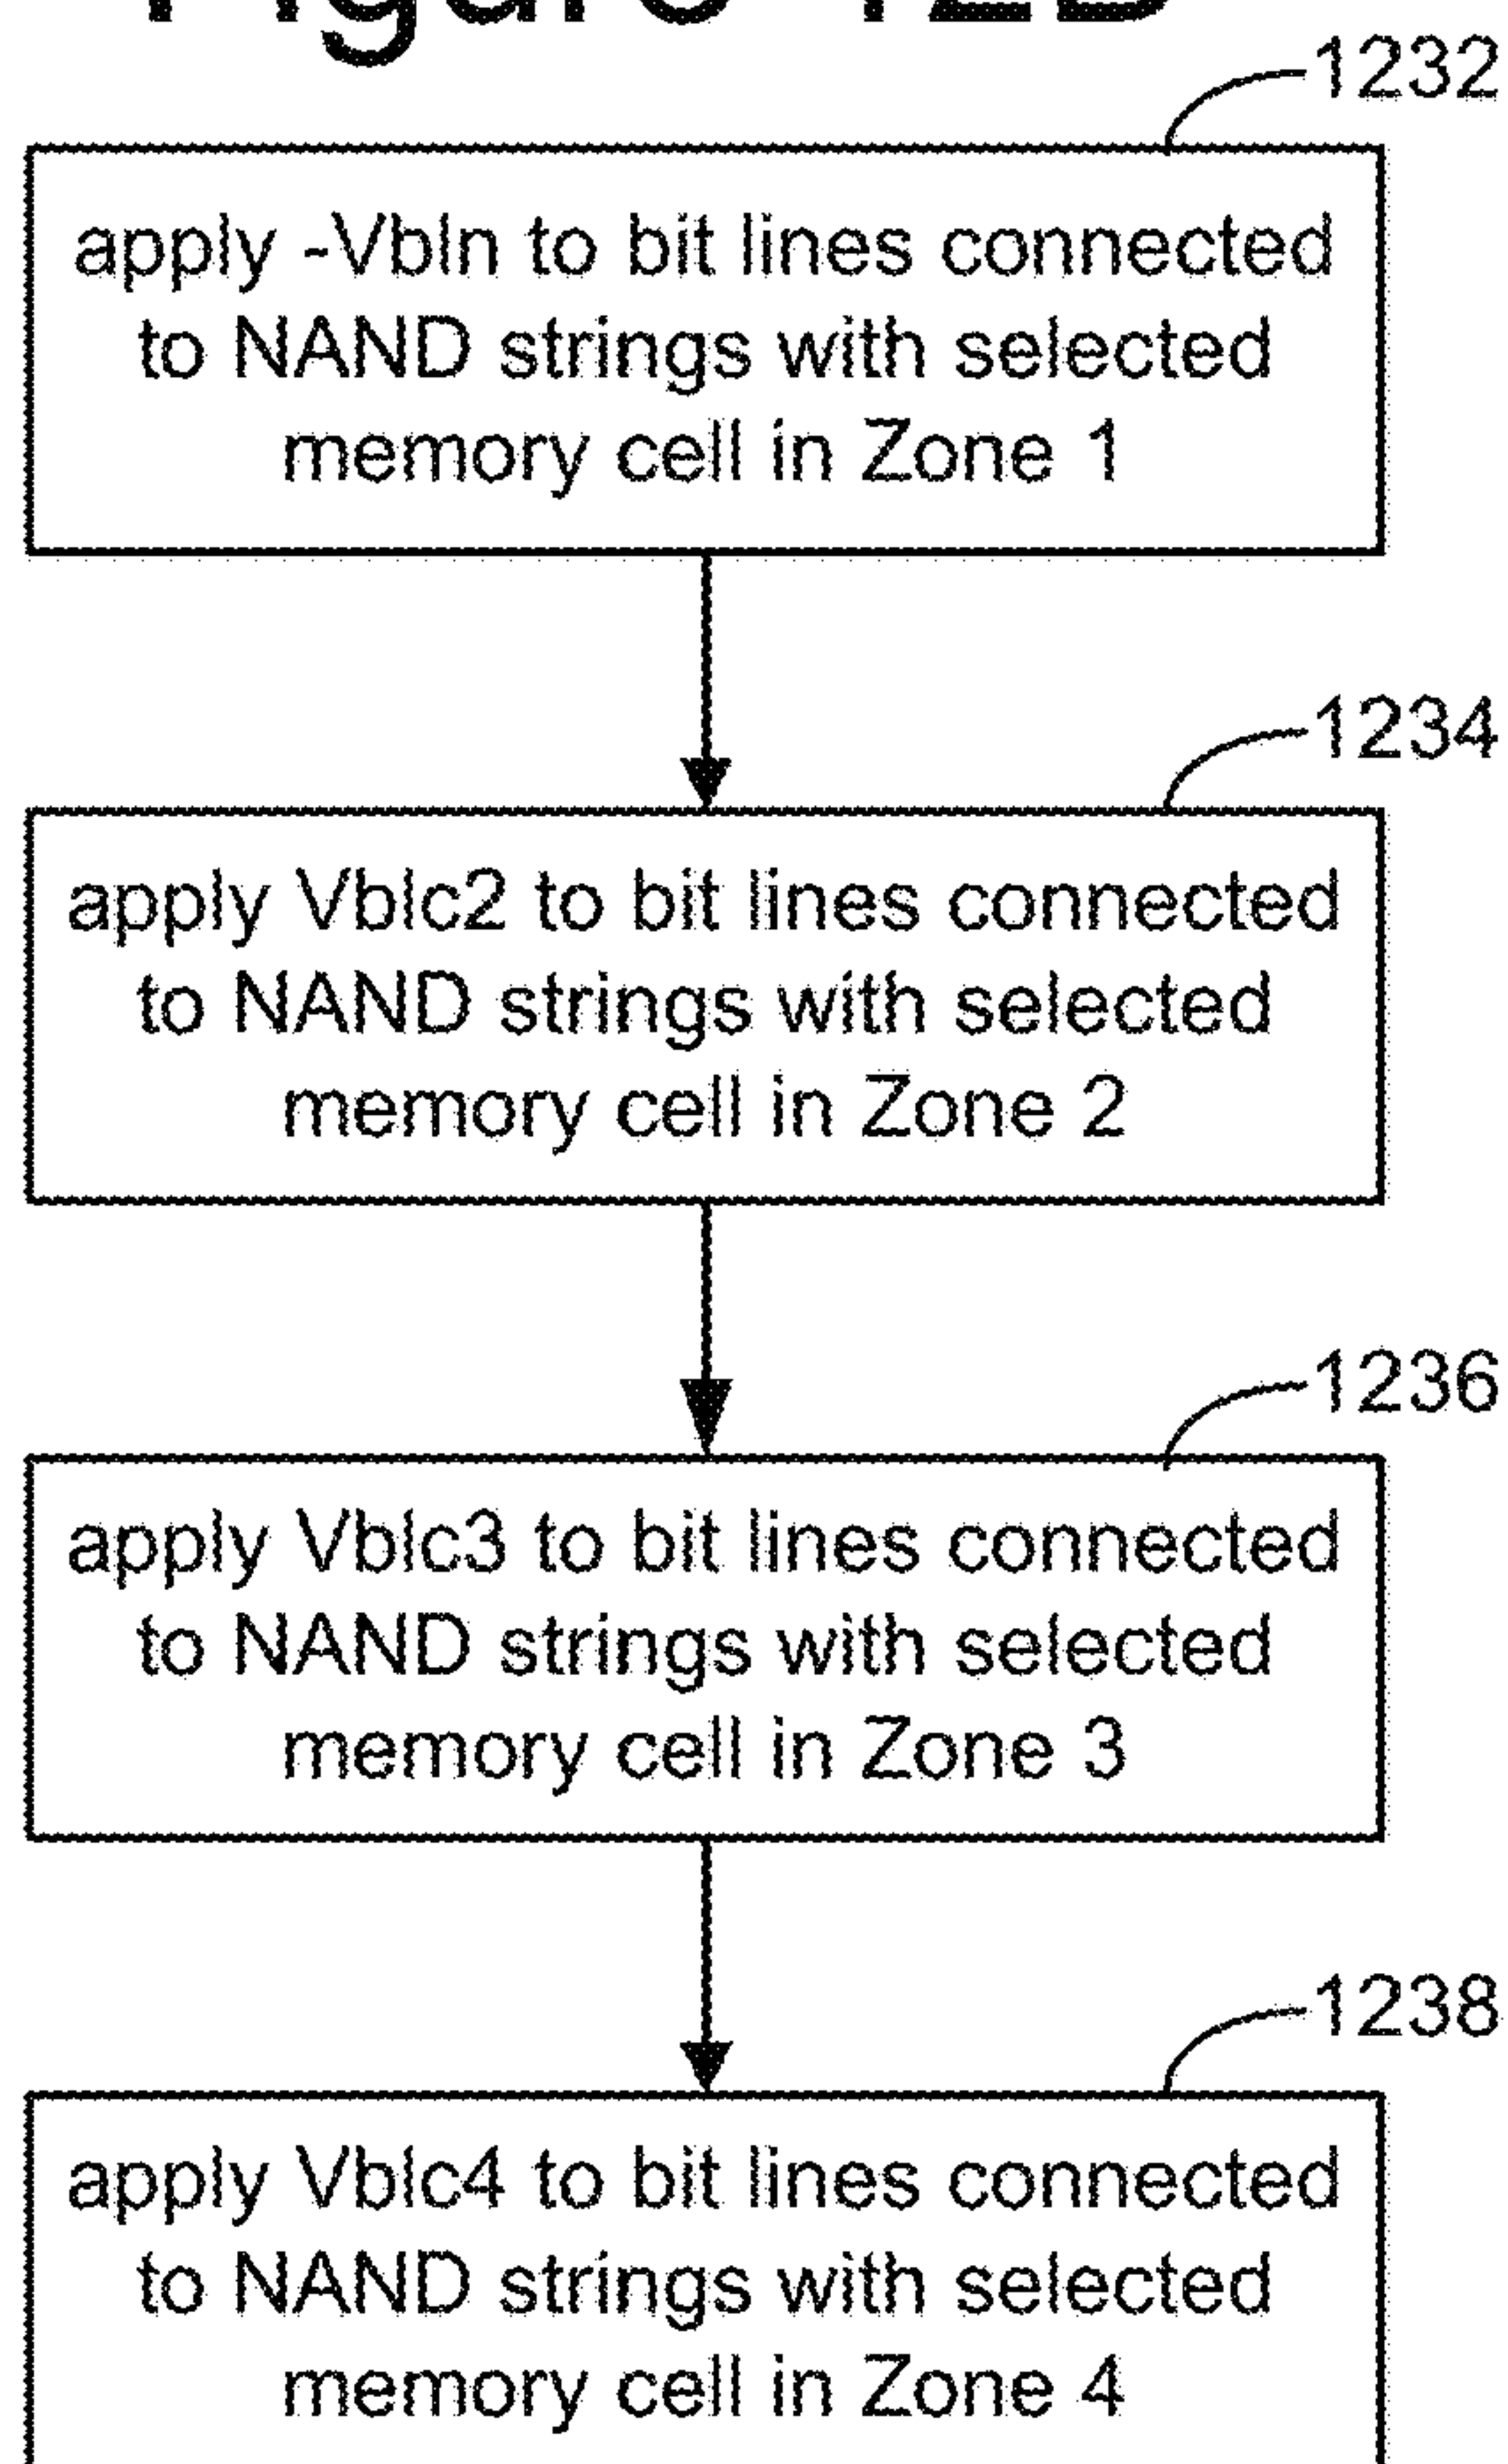 Figure 12B
1232
apply -Vbln to bit lines connected
to NAND strings with selected
memory cell in Zone 1
1234
apply Vblc2 to bit lines connected
to NAND strings with selected
memory cell in Zone 2
1236
apply Vblc3 to bit lines connected
to NAND strings with selected
memory cell in Zone 3
1238
apply Vblc4 to bit lines connected
to NAND strings with selected
memory cell in Zone 4